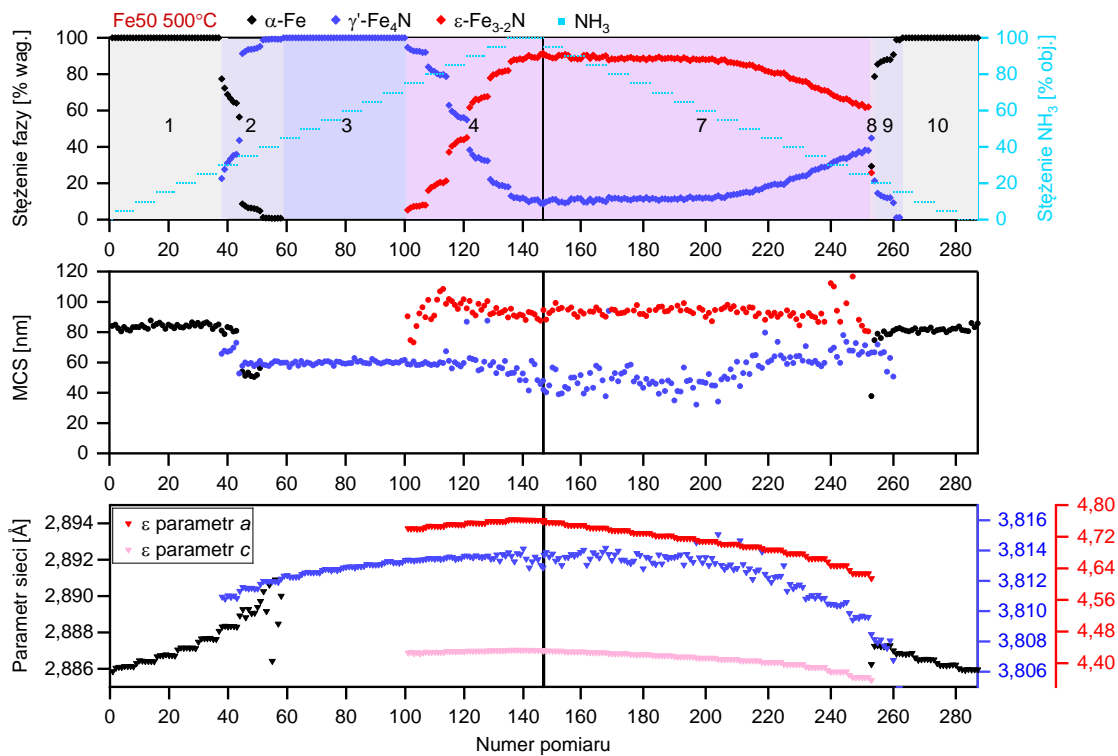 Fe50 500°C
α-Fe
γ'-Fe4N
ε-Fe3-2N
NH3
Stężenie fazy [% wag.]
100
80
60
40
20
0
1
2
3
4
7
8
9
10
100
80
60
40
20
0
Stężenie NH3 [% obj.]
0 20 40 60 80 100 120 140 160 180 200 220 240 260 280
MCS [nm]
120
100
80
60
40
20
0
0 20 40 60 80 100 120 140 160 180 200 220 240 260 280
Parametr sieci [Å]
2,894
2,892
2,890
2,888
2,886
ε parametr a
ε parametr c
3,816
3,814
3,812
3,810
3,808
3,806
4,80
4,72
4,64
4,56
4,48
4,40
0 20 40 60 80 100 120 140 160 180 200 220 240 260 280
Numer pomiaru